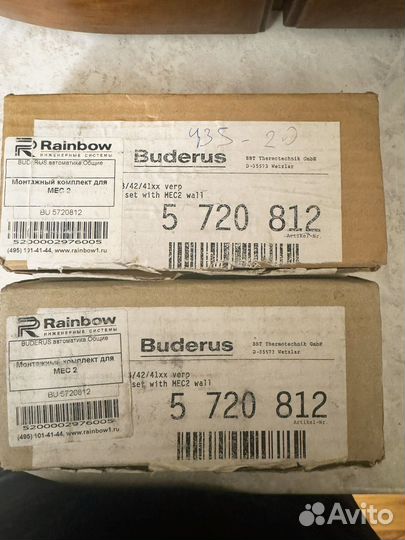 Rainbow
ИНЖЕНЕРНЫЕ СИСТЕМЫ
BUDERUS автоматика Общие
Монтажный комплект для
MEC 2
BU 5720812
5200002976005
(495) 101-41-44, www.rainbow1.ru
435-20
Buderus
BBT Thermotechnik GmbH
D-35573 Wetzlar
/42/41xx verp
set with MEC2 wall
5 720 812
Artikel-Nr.
Rainbow
ИНЖЕНЕРНЫЕ СИСТЕМЫ
BUDERUS автоматика Общие
Монтажный комплект для
MEC 2
BU 5720812
5200002976005
(495) 101-41-44, www.rainbow1.ru
Buderus
BBT Thermotechnik GmbH
D-35573 Wetzlar
/42/41xx verp
set with MEC2 wall
5 720 812
Artikel-Nr.
Avito